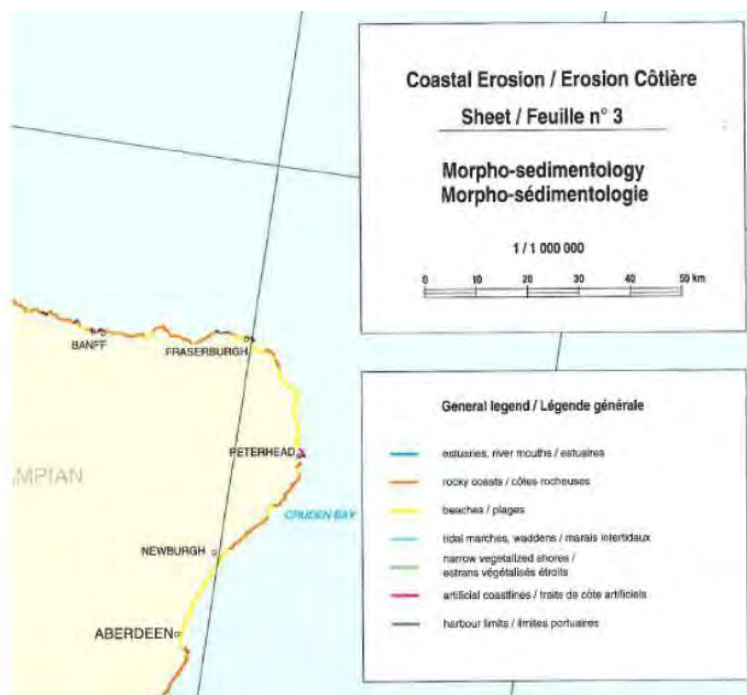 Coastal Erosion / Erosion Côtière
Sheet / Feuille n° 3
Morpho-sedimentology
Morpho-sédimentologie
1 / 1 000 000
0 10 20 30 40 50 km
BANFF
FRASERBURGH
General legend / Légende générale
PETERHEAD
estuaries, river mouths / estuaires
MPIAN
rocky coasts / côtes rocheuses
CRUDEN BAY
beaches / plages
tidal marches, waddens / marais intertidaux
NEWBURGH
narrow vegetalized shores /
estrans végétalisés étroits
artificial coastlines / traits de côte artificiels
ABERDEEN
harbour limits / limites portuaires